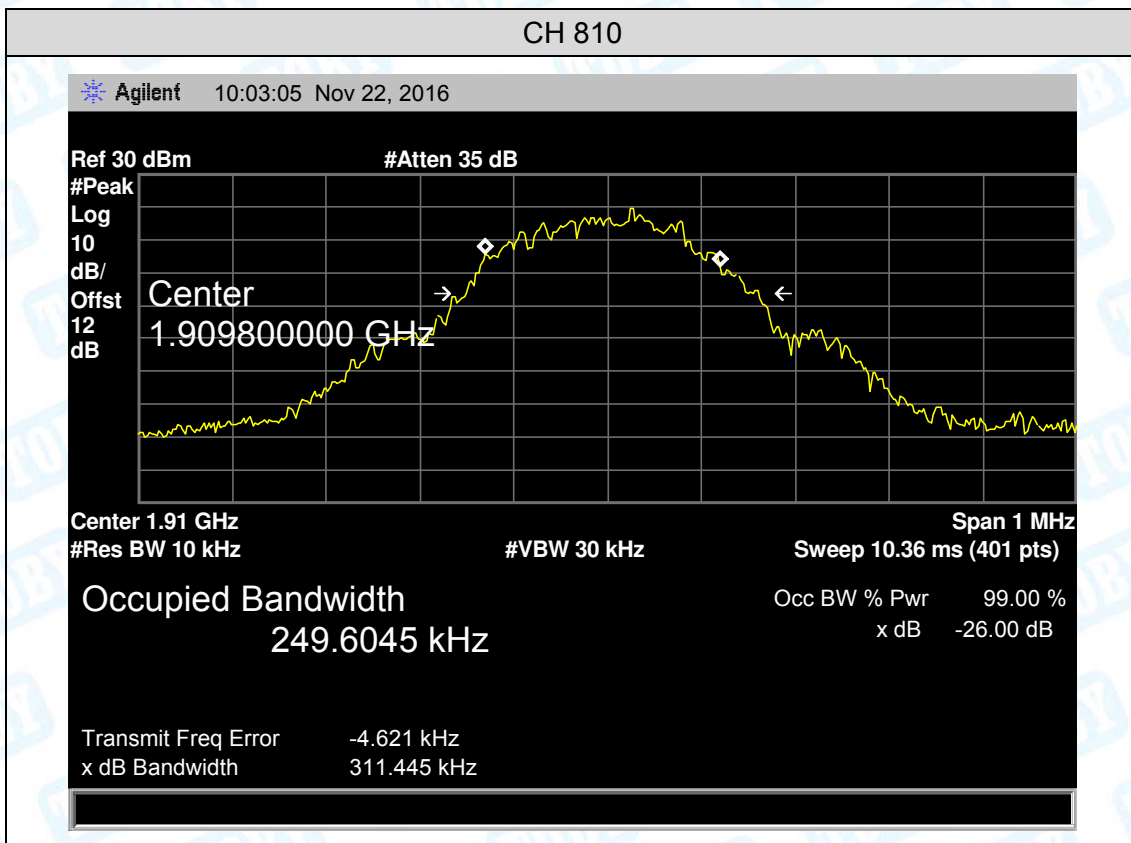 CH 810
Agilent 10:03:05 Nov 22, 2016
Ref 30 dBm #Atten 35 dB
#Peak
Log
10
dB/
Offst
12
dB
Center
1.909800000 GHz
Center 1.91 GHz Span 1 MHz
#Res BW 10 kHz #VBW 30 kHz Sweep 10.36 ms (401 pts)
Occupied Bandwidth Occ BW % Pwr 99.00 %
249.6045 kHz x dB -26.00 dB
Transmit Freq Error -4.621 kHz
x dB Bandwidth 311.445 kHz